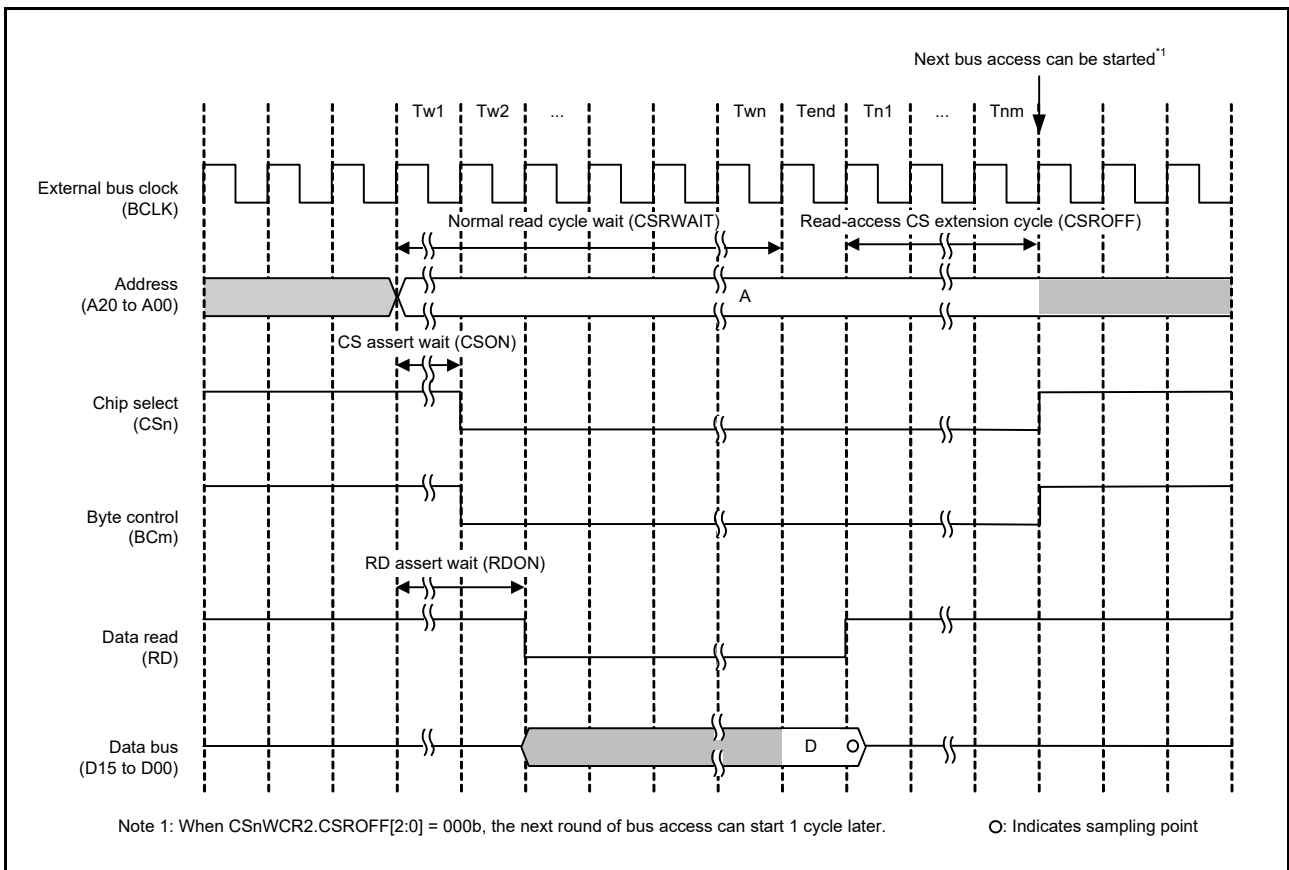 Next bus access can be started*1
Tw1 Tw2 ... Twn Tend Tn1 ... Tnm
External bus clock
(BCLK)
Normal read cycle wait (CSRWAIT) Read-access CS extension cycle (CSROFF)
Address
(A20 to A00)
A
CS assert wait (CSON)
Chip select
(CSn)
Byte control
(BCm)
RD assert wait (RDON)
Data read
(RD)
Data bus
(D15 to D00)
D
Note 1: When CSnWCR2.CSROFF[2:0] = 000b, the next round of bus access can start 1 cycle later. O: Indicates sampling point